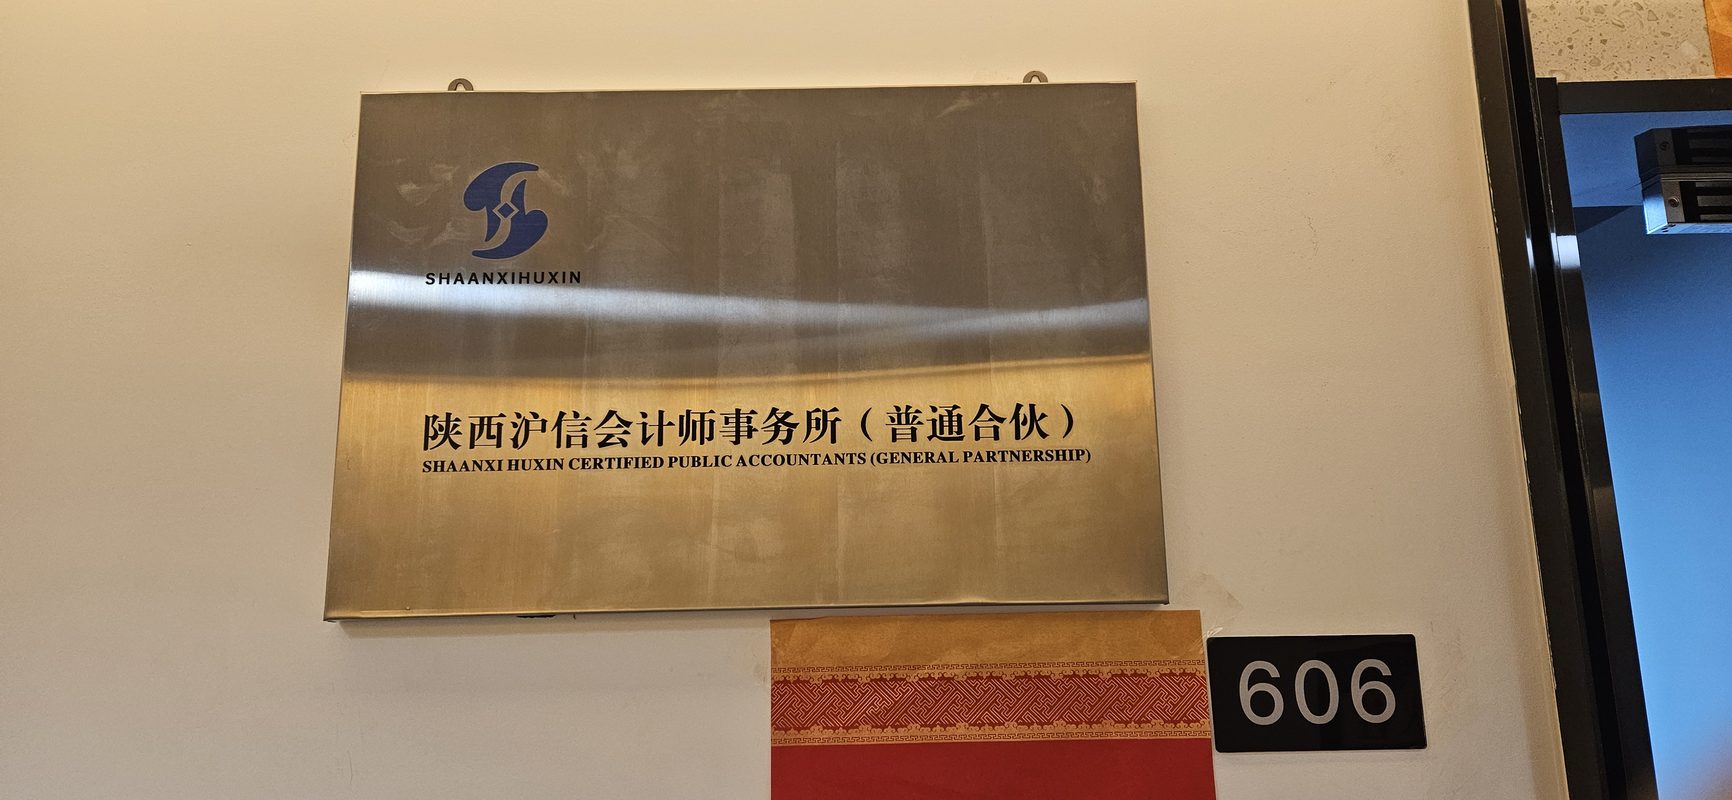 SHAANXIHUXIN
陕西沪信会计师事务所（普通合伙）
SHAANXI HUXIN CERTIFIED PUBLIC ACCOUNTANTS (GENERAL PARTNERSHIP)
606